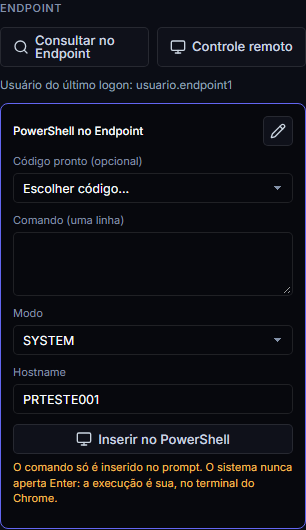 ENDPOINT
Consultar no
Endpoint
Controle remoto
Usuário do último logon: usuario.endpoint1
PowerShell no Endpoint
Código pronto (opcional)
Escolher código...
Comando (uma linha)
Modo
SYSTEM
Hostname
PRTESTE001
Inserir no PowerShell
O comando só é inserido no prompt. O sistema nunca
aperta Enter: a execução é sua, no terminal do
Chrome.